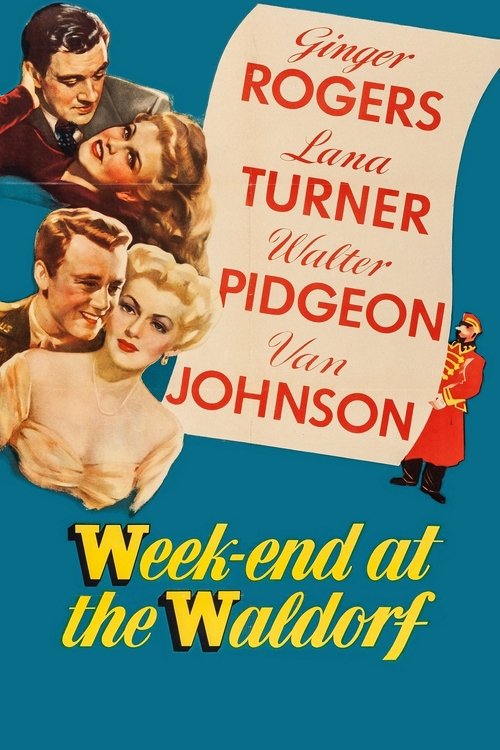 Ginger
ROGERS
Lana
TURNER
Walter
PIDGEON
Van
JOHNSON
Week-end at
the Waldorf